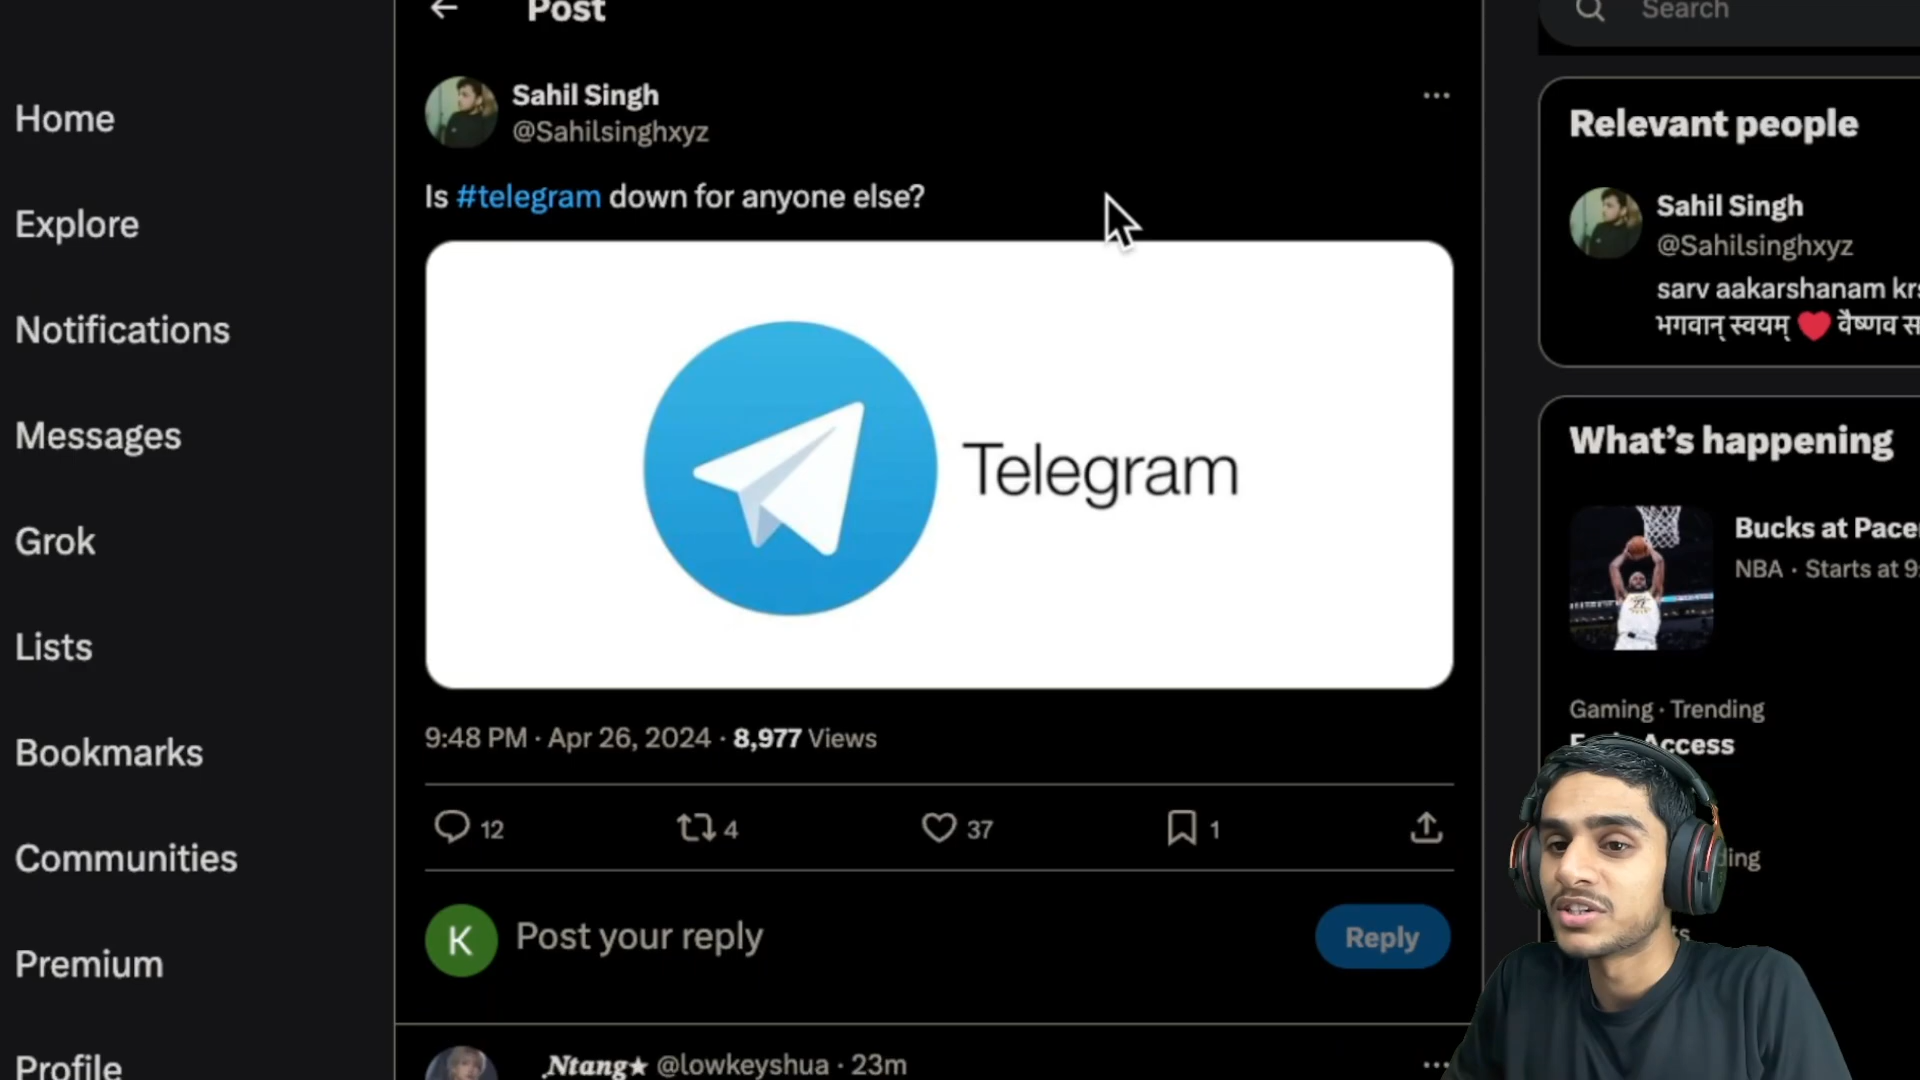 Post
Search
Home
Explore
Notifications
Messages
Grok
Lists
Bookmarks
Communities
Premium
Profile
Sahil Singh
@Sahilsinghxyz
Is #telegram down for anyone else?
Telegram
9:48 PM · Apr 26, 2024 · 8,977 Views
12
4
37
1
K
Post your reply
Reply
Ntang★ @lowkeyshua · 23m
Relevant people
Sahil Singh
@Sahilsinghxyz
sarv aakarshanam
भगवान् स्वयम् ❤️ वैष्णव
What's happening
Bucks at
NBA · Starts at
Gaming · Trending
Access